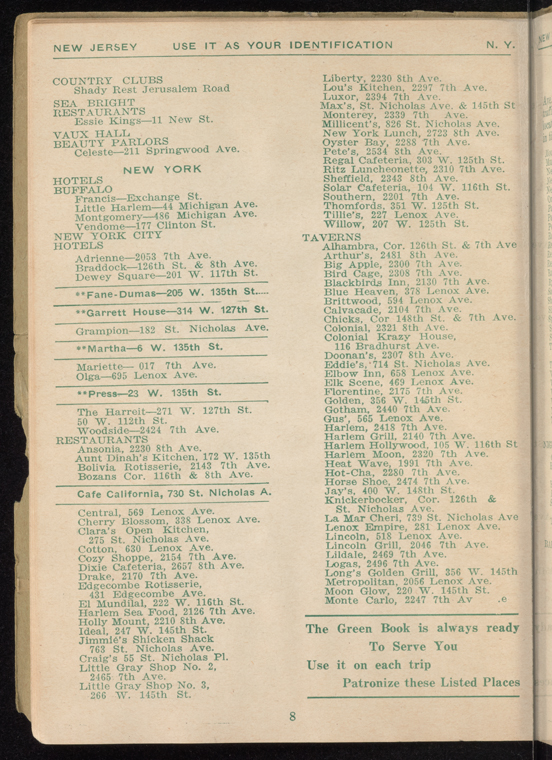 NEW JERSEY USE IT AS YOUR IDENTIFICATION N. Y.
COUNTRY CLUBS
Shady Rest Jerusalem Road
SEA BRIGHT
RESTAURANTS
Essie Kings—11 New St.
VAUX HALL
BEAUTY PARLORS
Celeste—211 Springwood Ave.
NEW YORK
HOTELS
BUFFALO
Francis—Exchange St.
Little Harlem—44 Michigan Ave.
Montgomery—486 Michigan Ave.
Vendome—177 Clinton St.
NEW YORK CITY
HOTELS
Adrienne—2053 7th Ave.
Braddock—126th St. & 8th Ave.
Dewey Square—201 W. 117th St.
**Fane-Dumas—205 W. 135th St....
**Garrett House—314 W. 127th St.
Grampion—182 St. Nicholas Ave.
**Martha—6 W. 135th St.
Mariette— 017 7th Ave.
Olga—695 Lenox Ave.
**Press—23 W. 135th St.
The Harreit—271 W. 127th St.
50 W. 112th St.
Woodside—2424 7th Ave.
RESTAURANTS
Ansonia, 2230 8th Ave.
Aunt Dinah's Kitchen, 172 W. 135th
Bolivia Rotisserie, 2143 7th Ave.
Bozans Cor. 116th & 8th Ave.
Cafe California, 730 St. Nicholas A.
Central, 569 Lenox Ave.
Cherry Blossom, 338 Lenox Ave.
Clara's Open Kitchen,
275 St. Nicholas Ave.
Cotton, 630 Lenox Ave.
Cozy Shoppe, 2154 7th Ave.
Dixie Cafeteria, 2657 8th Ave.
Drake, 2170 7th Ave.
Edgecombe Rotisserie,
431 Edgecombe Ave.
El Mundilal, 222 W. 116th St.
Harlem Sea Food, 2126 7th Ave.
Holly Mount, 2210 8th Ave.
Ideal, 247 W. 145th St.
Jimmie's Shicken Shack
763 St. Nicholas Ave.
Craig's 55 St. Nicholas Pl.
Little Gray Shop No. 2,
2465 7th Ave.
Little Gray Shop No. 3,
266 W. 145th St.
Liberty, 2230 8th Ave.
Lou's Kitchen, 2297 7th Ave.
Luxor, 2394 7th Ave.
Max's, St. Nicholas Ave. & 145th St
Monterey, 2339 7th Ave.
Millicent's, 826 St. Nicholas Ave.
New York Lunch, 2723 8th Ave.
Oyster Bay, 2288 7th Ave.
Pete's, 2534 8th Ave.
Regal Cafeteria, 303 W. 125th St.
Ritz Luncheonette, 2310 7th Ave.
Sheffield, 2343 8th Ave.
Solar Cafeteria, 104 W. 116th St.
Southern, 2201 7th Ave.
Thomfords, 351 W. 125th St.
Tillie's, 227 Lenox Ave.
Willow, 207 W. 125th St.
TAVERNS
Alhambra, Cor. 126th St. & 7th Ave
Arthur's, 2481 8th Ave.
Big Apple, 2300 7th Ave.
Bird Cage, 2308 7th Ave.
Blackbirds Inn, 2130 7th Ave.
Blue Heaven, 378 Lenox Ave.
Brittwood, 594 Lenox Ave.
Calvacade, 2104 7th Ave.
Chicks, Cor 148th St. & 7th Ave.
Colonial, 2321 8th Ave.
Colonial Krazy House,
116 Bradhurst Ave.
Doonan's, 2307 8th Ave.
Eddie's, 714 St. Nicholas Ave.
Elbow Inn, 658 Lenox Ave.
Elk Scene, 469 Lenox Ave.
Florentine, 2175 7th Ave.
Golden, 356 W. 145th St.
Gotham, 2440 7th Ave.
Gus', 565 Lenox Ave.
Harlem, 2418 7th Ave.
Harlem Grill, 2140 7th Ave.
Harlem Hollywood, 105 W. 116th St
Harlem Moon, 2320 7th Ave.
Heat Wave, 1991 7th Ave.
Hot-Cha, 2280 7th Ave.
Horse Shoe, 2474 7th Ave.
Jay's, 400 W. 148th St.
Knickerbocker, Cor. 126th &
St. Nicholas Ave.
La Mar Cheri, 739 St. Nicholas Ave
Lenox Empire, 281 Lenox Ave.
Lincoln, 518 Lenox Ave.
Lincoln Grill, 2046 7th Ave.
Lildale, 2469 7th Ave.
Logas, 2496 7th Ave.
Long's Golden Grill, 356 W. 145th
Metropolitan, 2056 Lenox Ave.
Moon Glow, 220 W. 145th St.
Monte Carlo, 2247 7th Av .e
The Green Book is always ready
To Serve You
Use it on each trip
Patronize these Listed Places
8